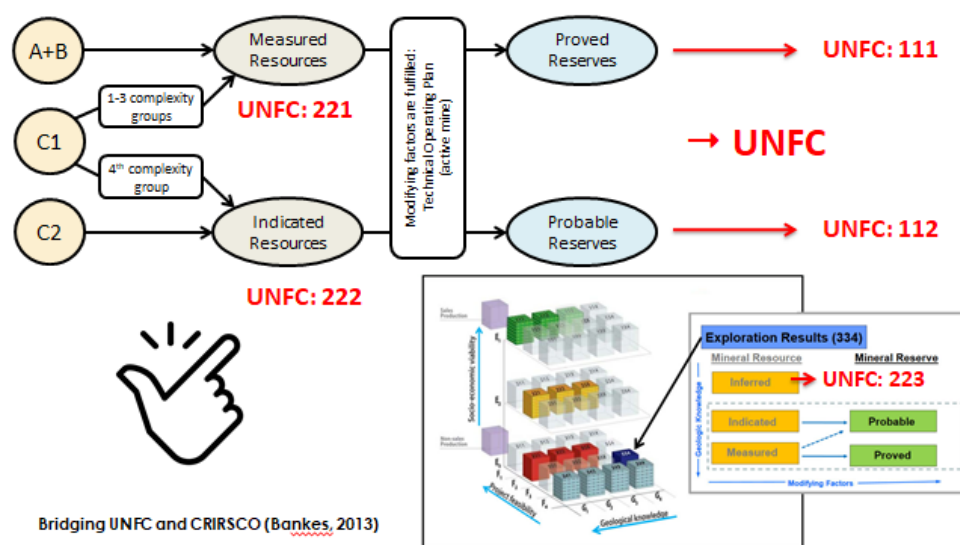 A+B
Measured
Resources
UNFC: 221
1-3 complexity
groups
C1
4th complexity
group
C2
Indicated
Resources
UNFC: 222
Modifying factors are fulfilled:
Technical Operating Plan
(active mine)
Proved
Reserves
UNFC: 111
→ UNFC
Probable
Reserves
UNFC: 112
Sales
Production
Socio-economic viability
Non-sales
Production
Project feasibility
Geological knowledge
Exploration Results (334)
Mineral Resource
Mineral Reserve
Inferred
UNFC: 223
Indicated
Probable
Measured
Proved
Geologic Knowledge
Modifying Factors
Bridging UNFC and CRIRSCO (Bankes, 2013)